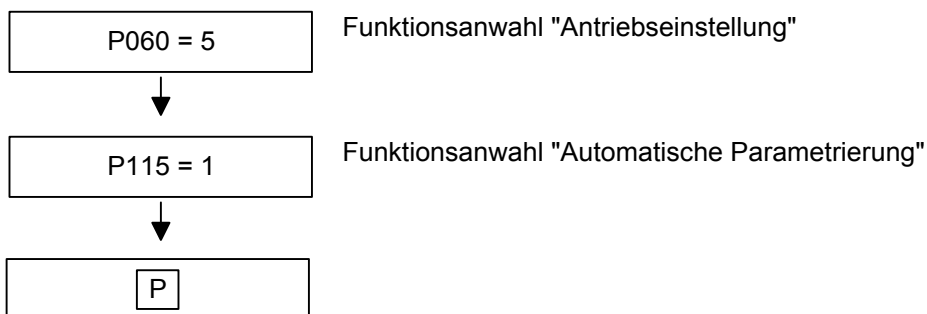 P060 = 5
Funktionsanwahl "Antriebseinstellung"
P115 = 1
Funktionsanwahl "Automatische Parametrierung"
P